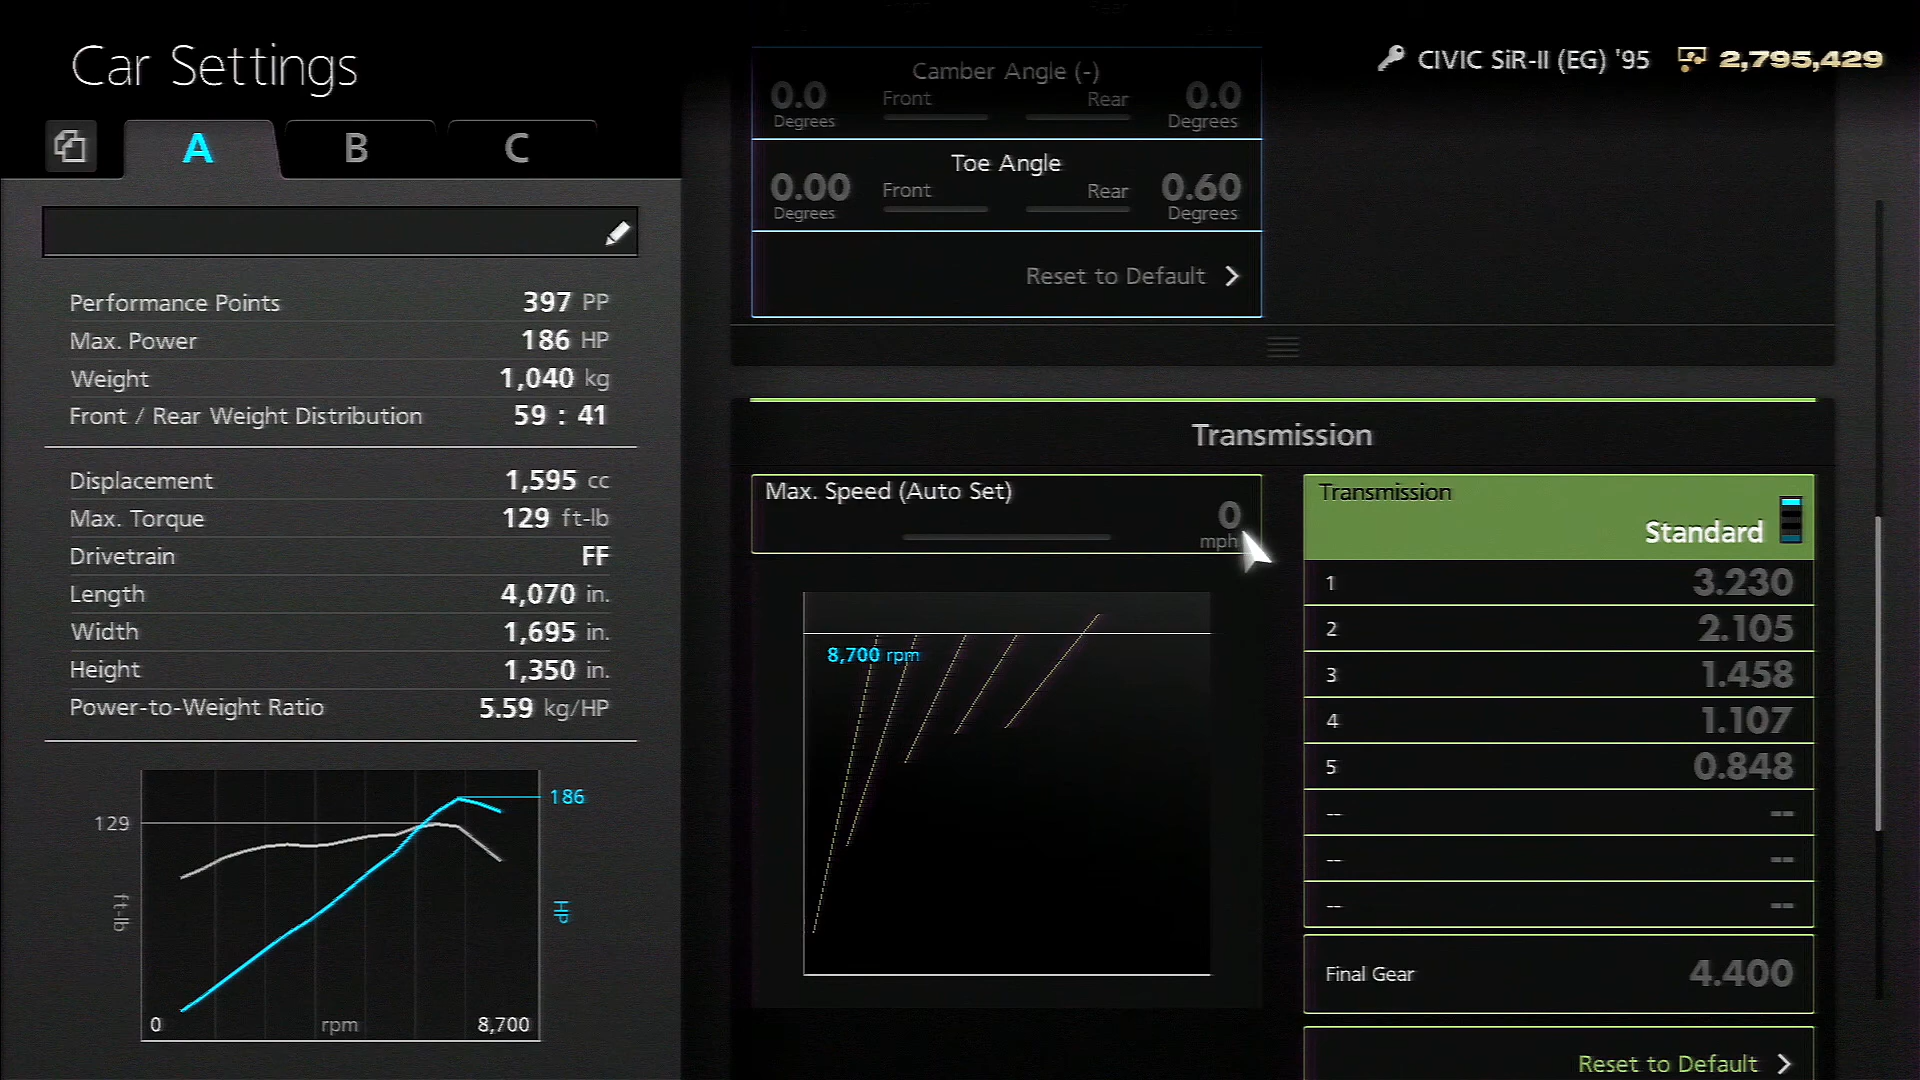 Car Settings
CIVIC SiR-II (EG) '95
2,795,429
A
B
C
Performance Points 397 PP
Max. Power 186 HP
Weight 1,040 kg
Front / Rear Weight Distribution 59 : 41
Displacement 1,595 cc
Max. Torque 129 ft-lb
Drivetrain FF
Length 4,070 in.
Width 1,695 in.
Height 1,350 in.
Power-to-Weight Ratio 5.59 kg/HP
186
129
ft-lb
HP
0 rpm 8,700
Camber Angle (-)
0.0 Front Rear 0.0
Degrees Degrees
Toe Angle
0.00 Front Rear 0.60
Degrees Degrees
Reset to Default
Transmission
Max. Speed (Auto Set)
0
mph
8,700 rpm
Transmission
Standard
1 3.230
2 2.105
3 1.458
4 1.107
5 0.848
-- --
-- --
-- --
Final Gear 4.400
Reset to Default